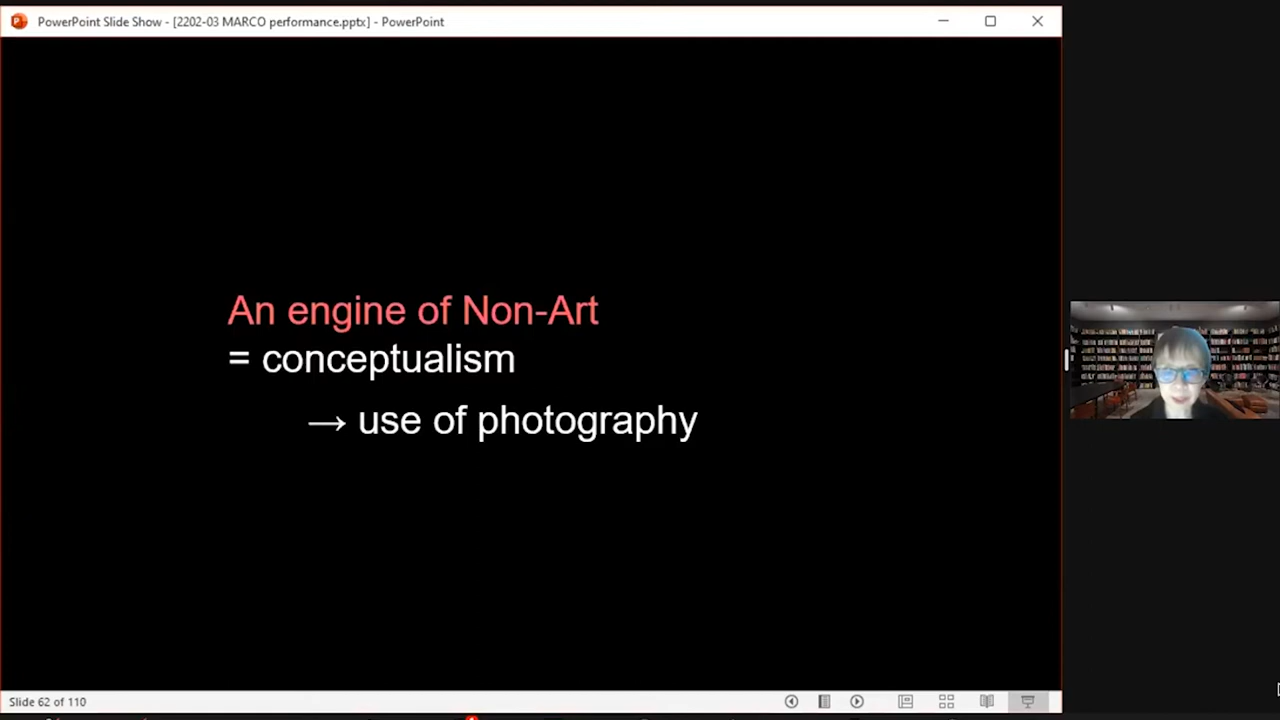 PowerPoint Slide Show - [2202-03 MARCO performance.pptx] - PowerPoint
An engine of Non-Art
= conceptualism
→ use of photography
Slide 62 of 110